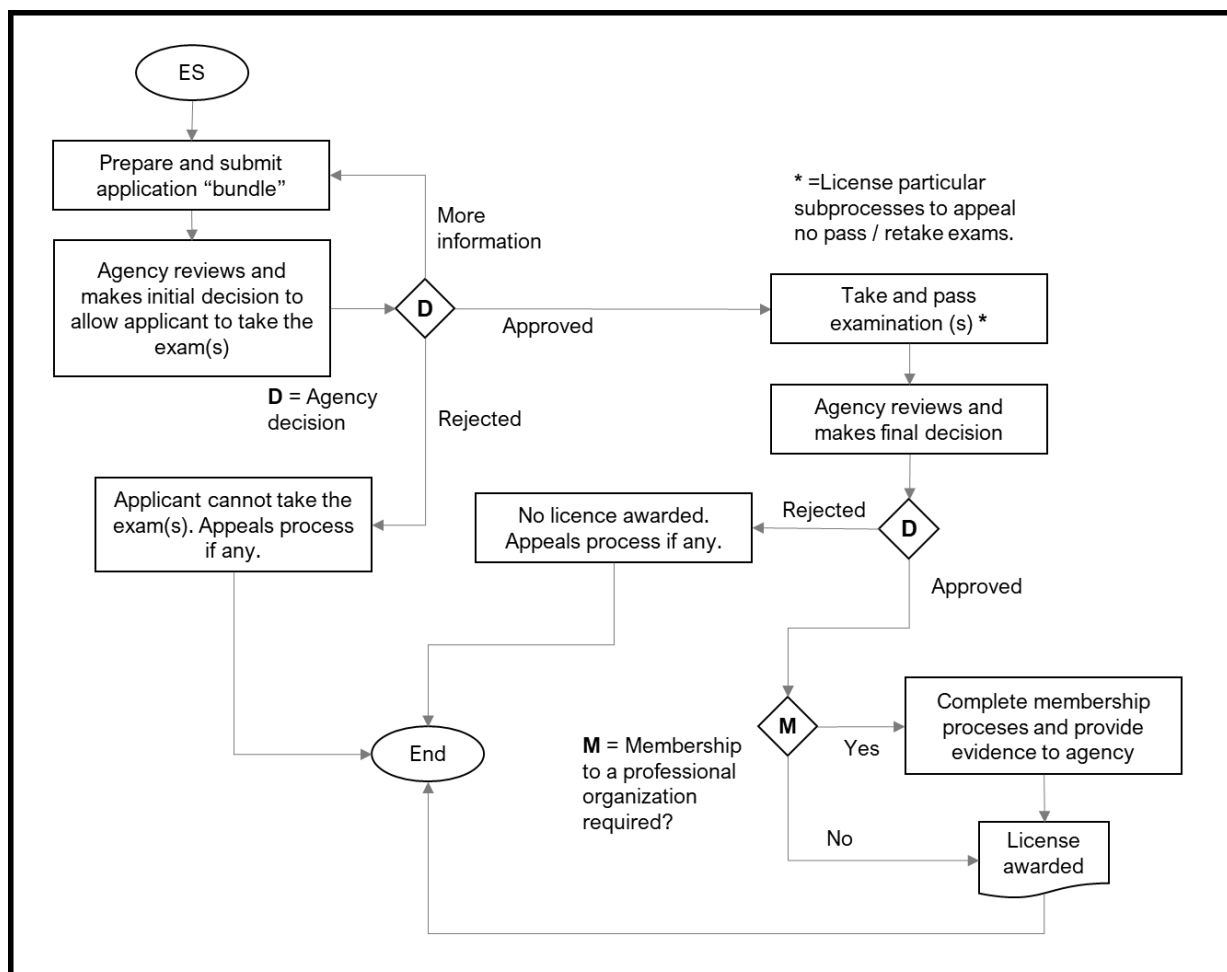 ES
Prepare and submit
application “bundle”
More
information
* =License particular
subprocesses to appeal
no pass / retake exams.
Agency reviews and
makes initial decision to
allow applicant to take the
exam(s)
D
Approved
Take and pass
examination (s) *
D = Agency
decision
Rejected
Agency reviews and
makes final decision
Applicant cannot take the
exam(s). Appeals process
if any.
No licence awarded.
Appeals process if any.
Rejected
D
Approved
End
M = Membership
to a professional
organization
required?
M
Yes
Complete membership
proceses and provide
evidence to agency
No
License
awarded